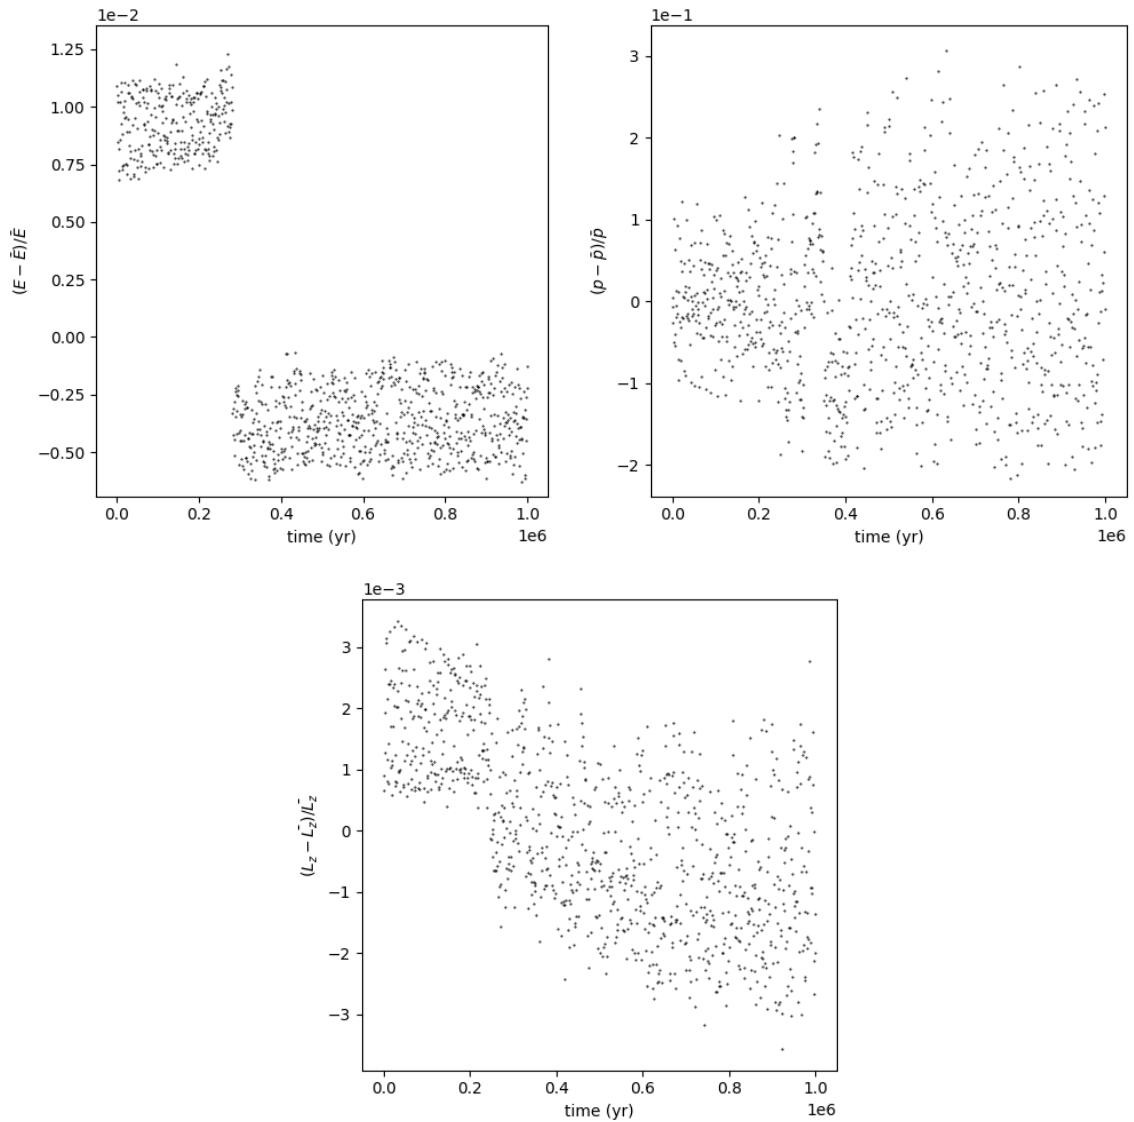 1e−2
1.25
1.00
0.75
0.50
0.25
0.00
−0.25
−0.50
(E − Ē)/Ē
0.0 0.2 0.4 0.6 0.8 1.0
time (yr)
1e6
1e−1
3
2
1
0
−1
−2
(p − p̄)/p̄
0.0 0.2 0.4 0.6 0.8 1.0
time (yr)
1e6
1e−3
3
2
1
0
−1
−2
−3
(L_z − L̄_z)/L̄_z
0.0 0.2 0.4 0.6 0.8 1.0
time (yr)
1e6